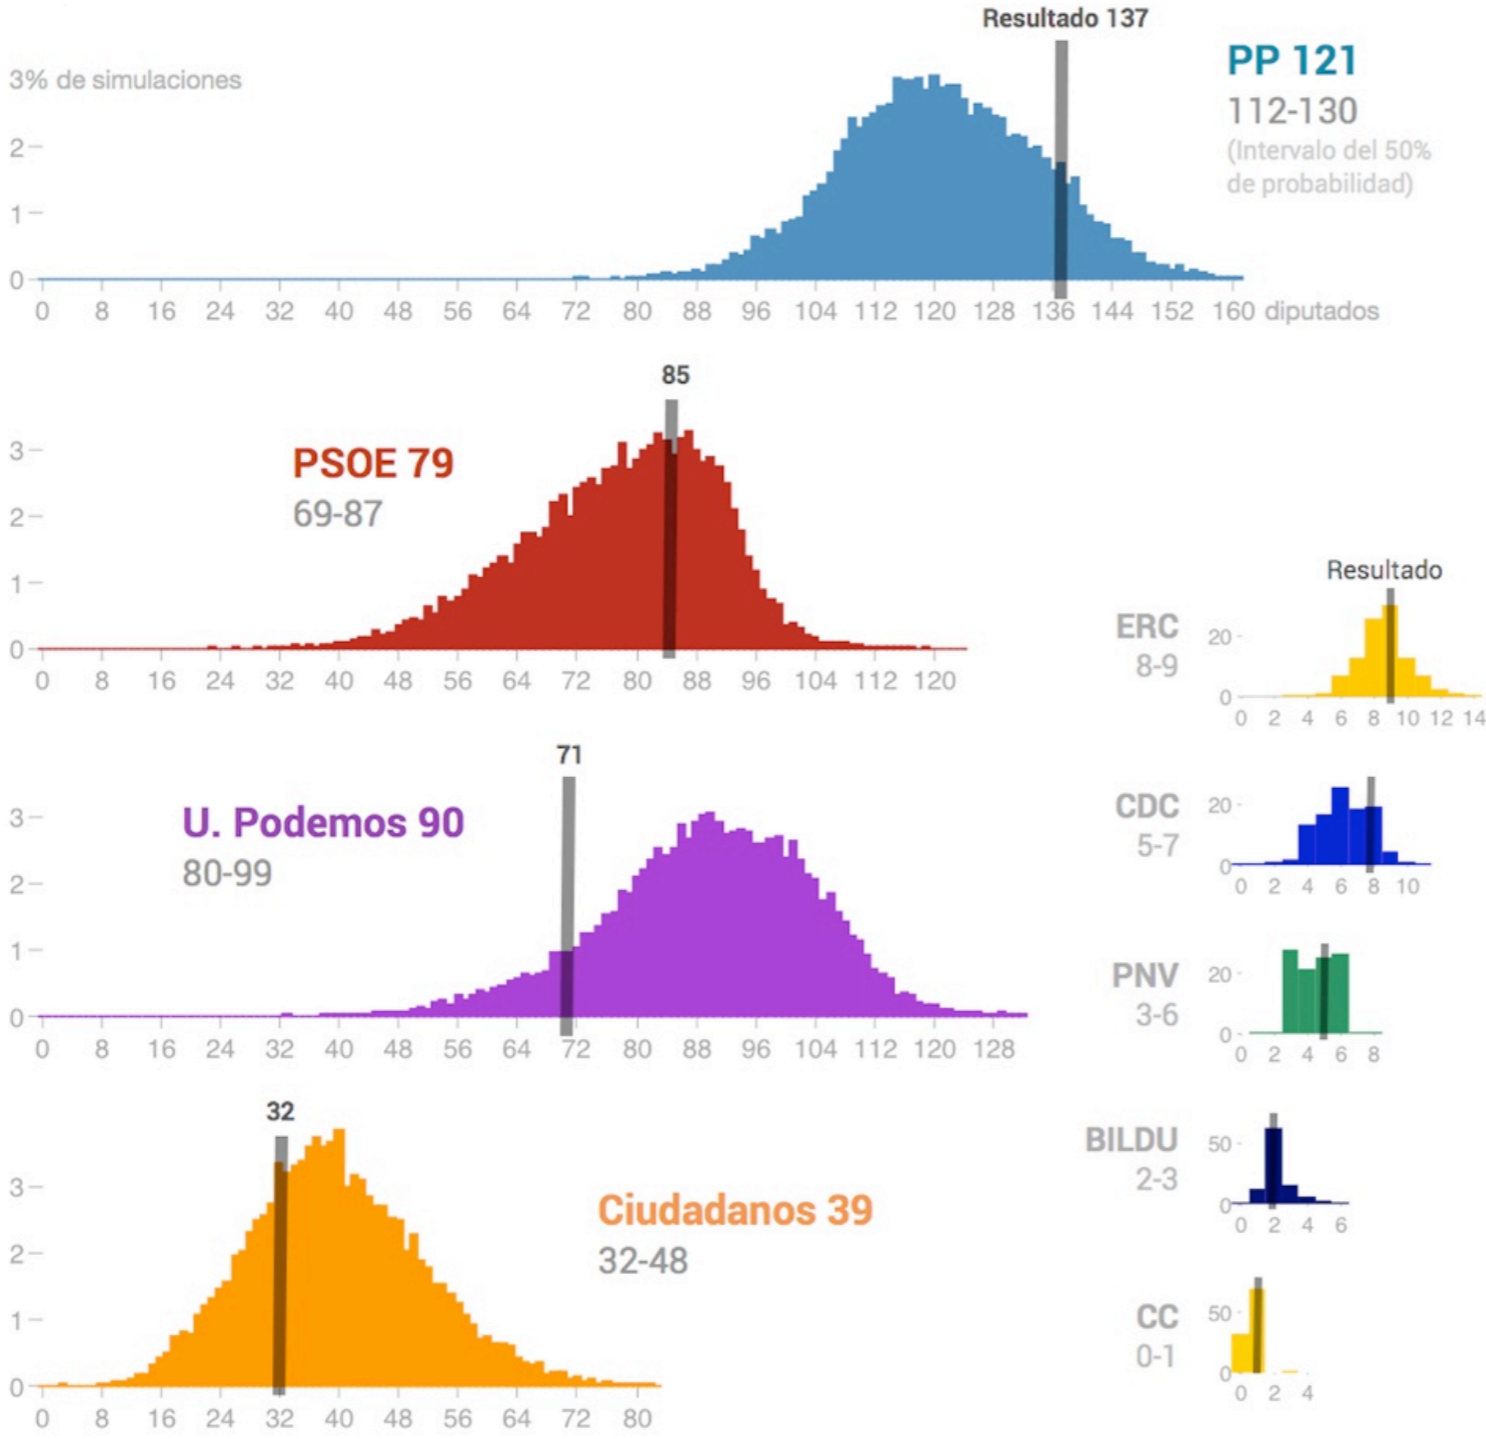 Resultado 137
PP 121
112-130
(Intervalo del 50%
de probabilidad)
3% de simulaciones
2
1
0
0 8 16 24 32 40 48 56 64 72 80 88 96 104 112 120 128 136 144 152 160 diputados
85
PSOE 79
69-87
3
2
1
0
0 8 16 24 32 40 48 56 64 72 80 88 96 104 112 120
71
U. Podemos 90
80-99
3
2
1
0
0 8 16 24 32 40 48 56 64 72 80 88 96 104 112 120 128
32
Ciudadanos 39
32-48
3
2
1
0
0 8 16 24 32 40 48 56 64 72 80
Resultado
ERC
8-9
20
0
0 2 4 6 8 10 12 14
CDC
5-7
20
0
0 2 4 6 8 10
PNV
3-6
20
0
0 2 4 6 8
BILDU
2-3
50
0
0 2 4 6
CC
0-1
50
0
0 2 4